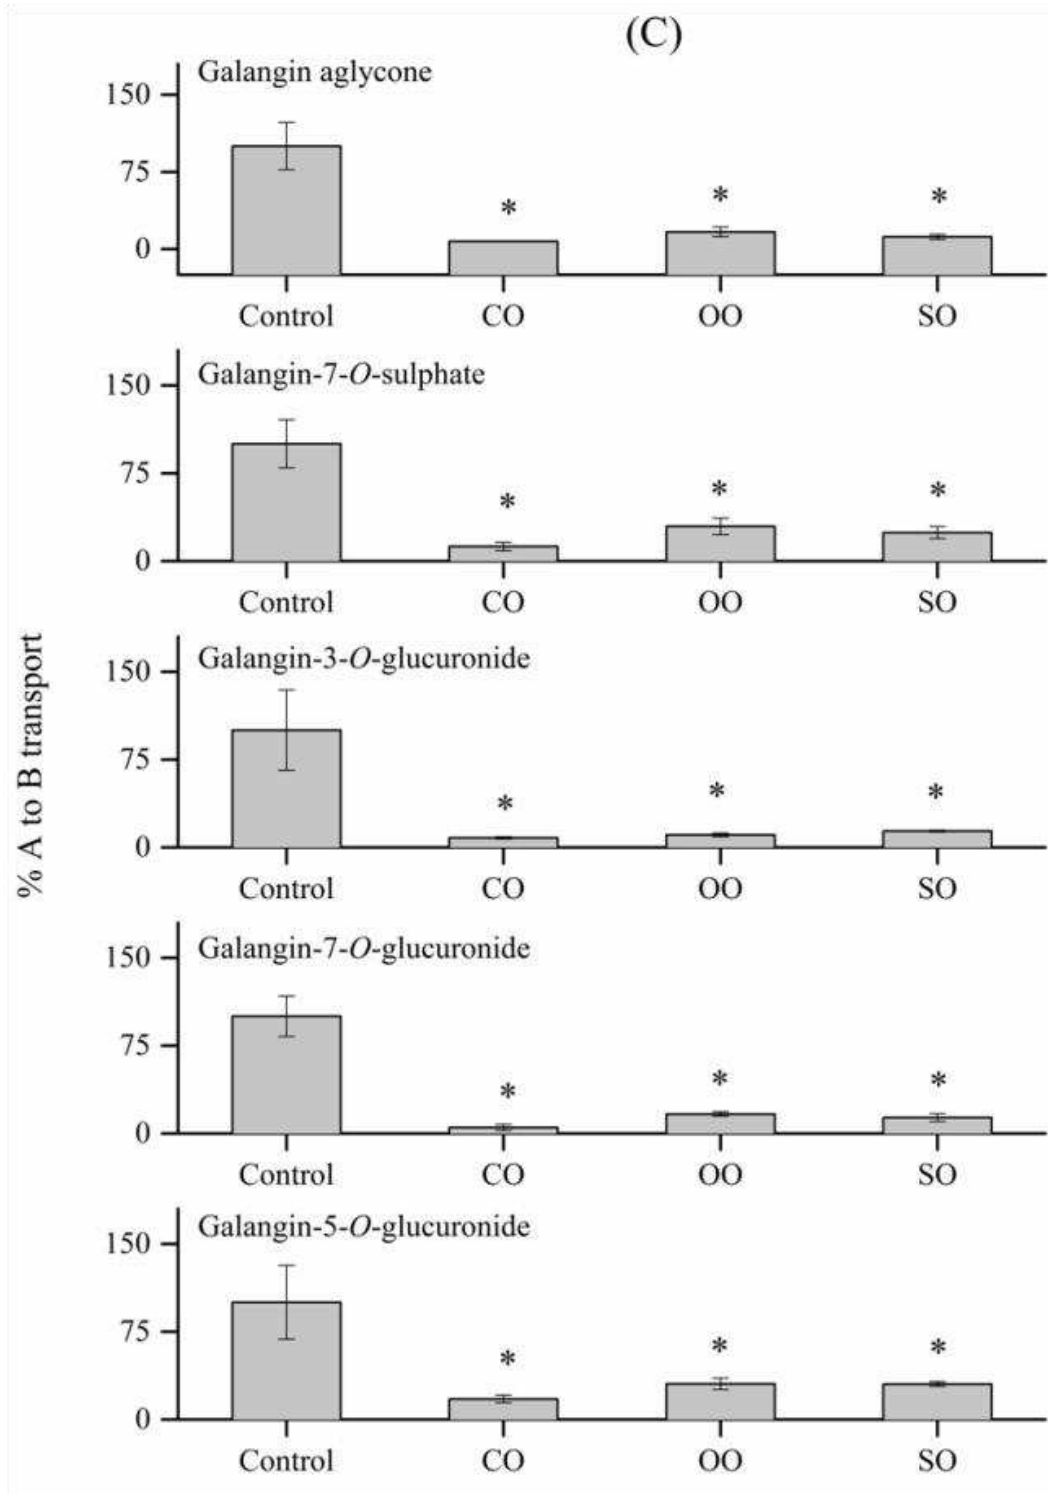 (C)
Galangin aglycone
150
75
0
*
*
*
Control CO OO SO
Galangin-7-O-sulphate
150
75
0
*
*
*
Control CO OO SO
% A to B transport
Galangin-3-O-glucuronide
150
75
0
*
*
*
Control CO OO SO
Galangin-7-O-glucuronide
150
75
0
*
*
*
Control CO OO SO
Galangin-5-O-glucuronide
150
75
0
*
*
*
Control CO OO SO